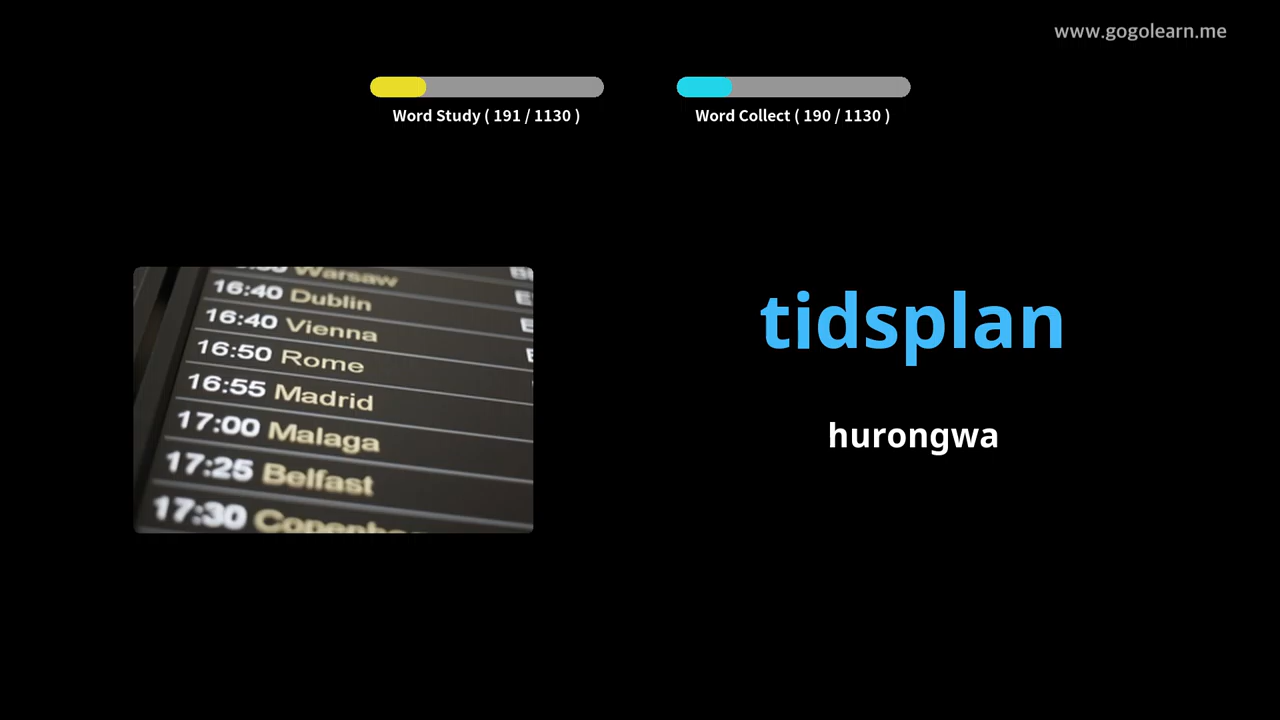 www.gogolearn.me
Word Study ( 191 / 1130 )
Word Collect ( 190 / 1130 )
Warsaw
16:40 Dublin
16:40 Vienna
16:50 Rome
16:55 Madrid
17:00 Malaga
17:25 Belfast
17:30
tidsplan
hurongwa